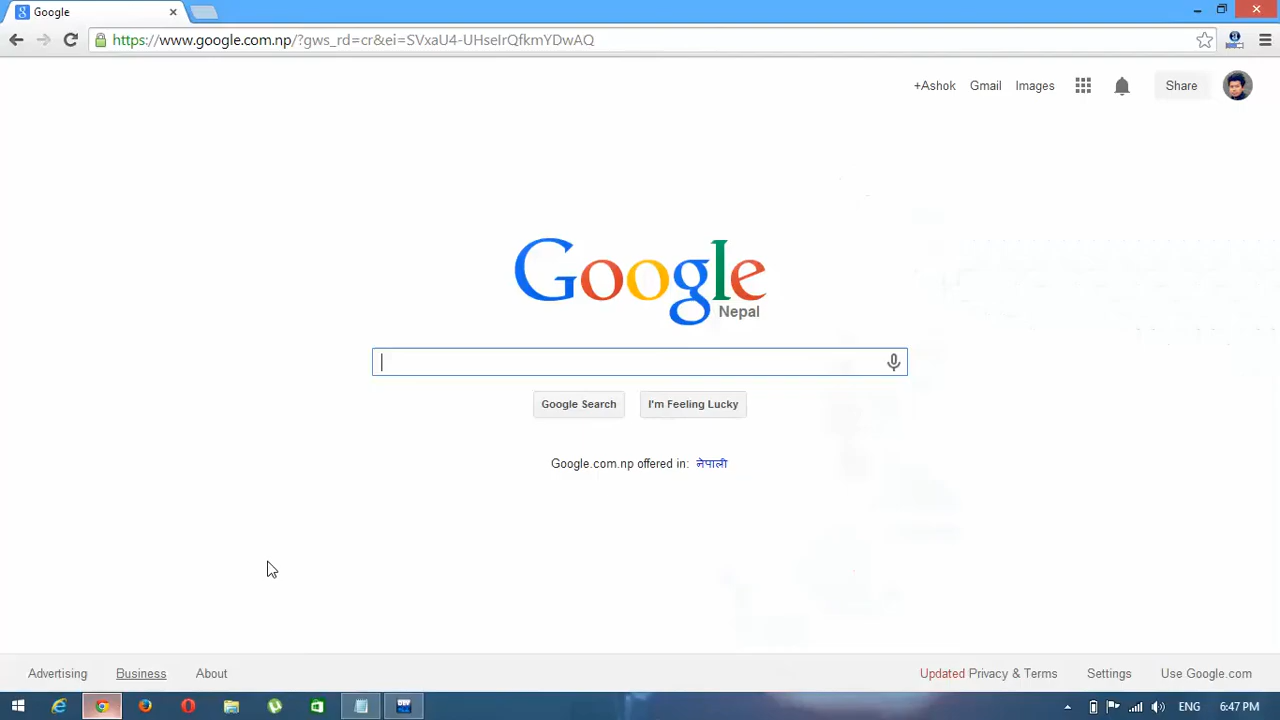 Google
https://www.google.com.np/?gws_rd=cr&ei=SVxaU4-UHseIrQfkmYDwAQ
+Ashok Gmail Images Share
Google
Nepal
Google Search I'm Feeling Lucky
Google.com.np offered in: नेपाली
Advertising Business About Updated Privacy & Terms Settings Use Google.com
ENG 6:47 PM